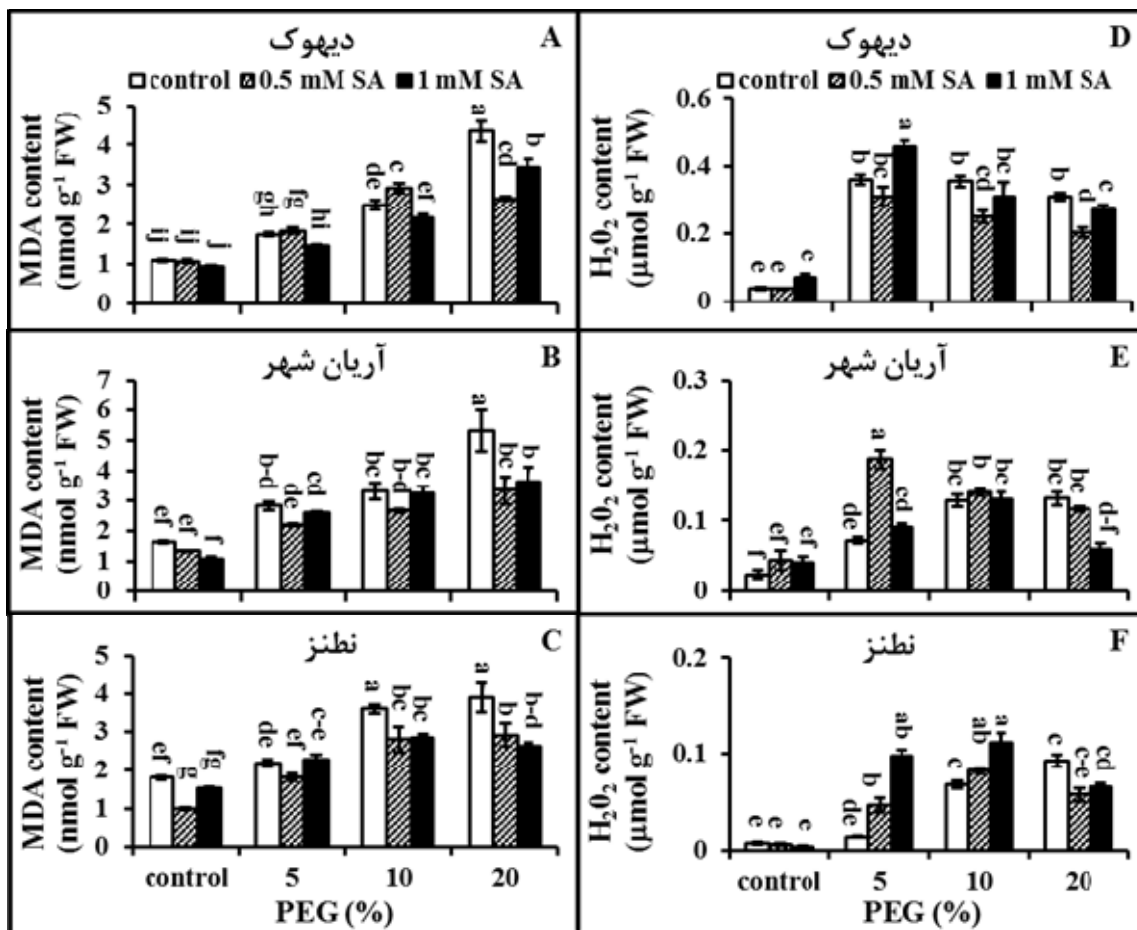 دیهوک A
control 0.5 mM SA 1 mM SA
MDA content
(nmol g⁻¹ FW)
5
4
3
2
1
0
ij ij j
gh fg hi
de c ef
a cd b
آریان شهر B
MDA content
(nmol g⁻¹ FW)
7
6
5
4
3
2
1
0
ef ef f
b-d de cd
bc b-d bc
a bc b
نطنز C
MDA content
(nmol g⁻¹ FW)
5
4
3
2
1
0
ef g fg
de ef c-e
a bc bc
a b b-d
control 5 10 20
PEG (%)
دیهوک D
control 0.5 mM SA 1 mM SA
H₂0₂ content
(µmol g⁻¹ FW)
0.6
0.4
0.2
0
e e e
b bc a
b cd bc
b d c
آریان شهر E
H₂0₂ content
(µmol g⁻¹ FW)
0.3
0.2
0.1
0
f ef ef
de a cd
bc b bc
bc bc d-f
نطنز F
H₂0₂ content
(µmol g⁻¹ FW)
0.2
0.1
0
e e e
de b ab
c ab a
c c-e cd
control 5 10 20
PEG (%)